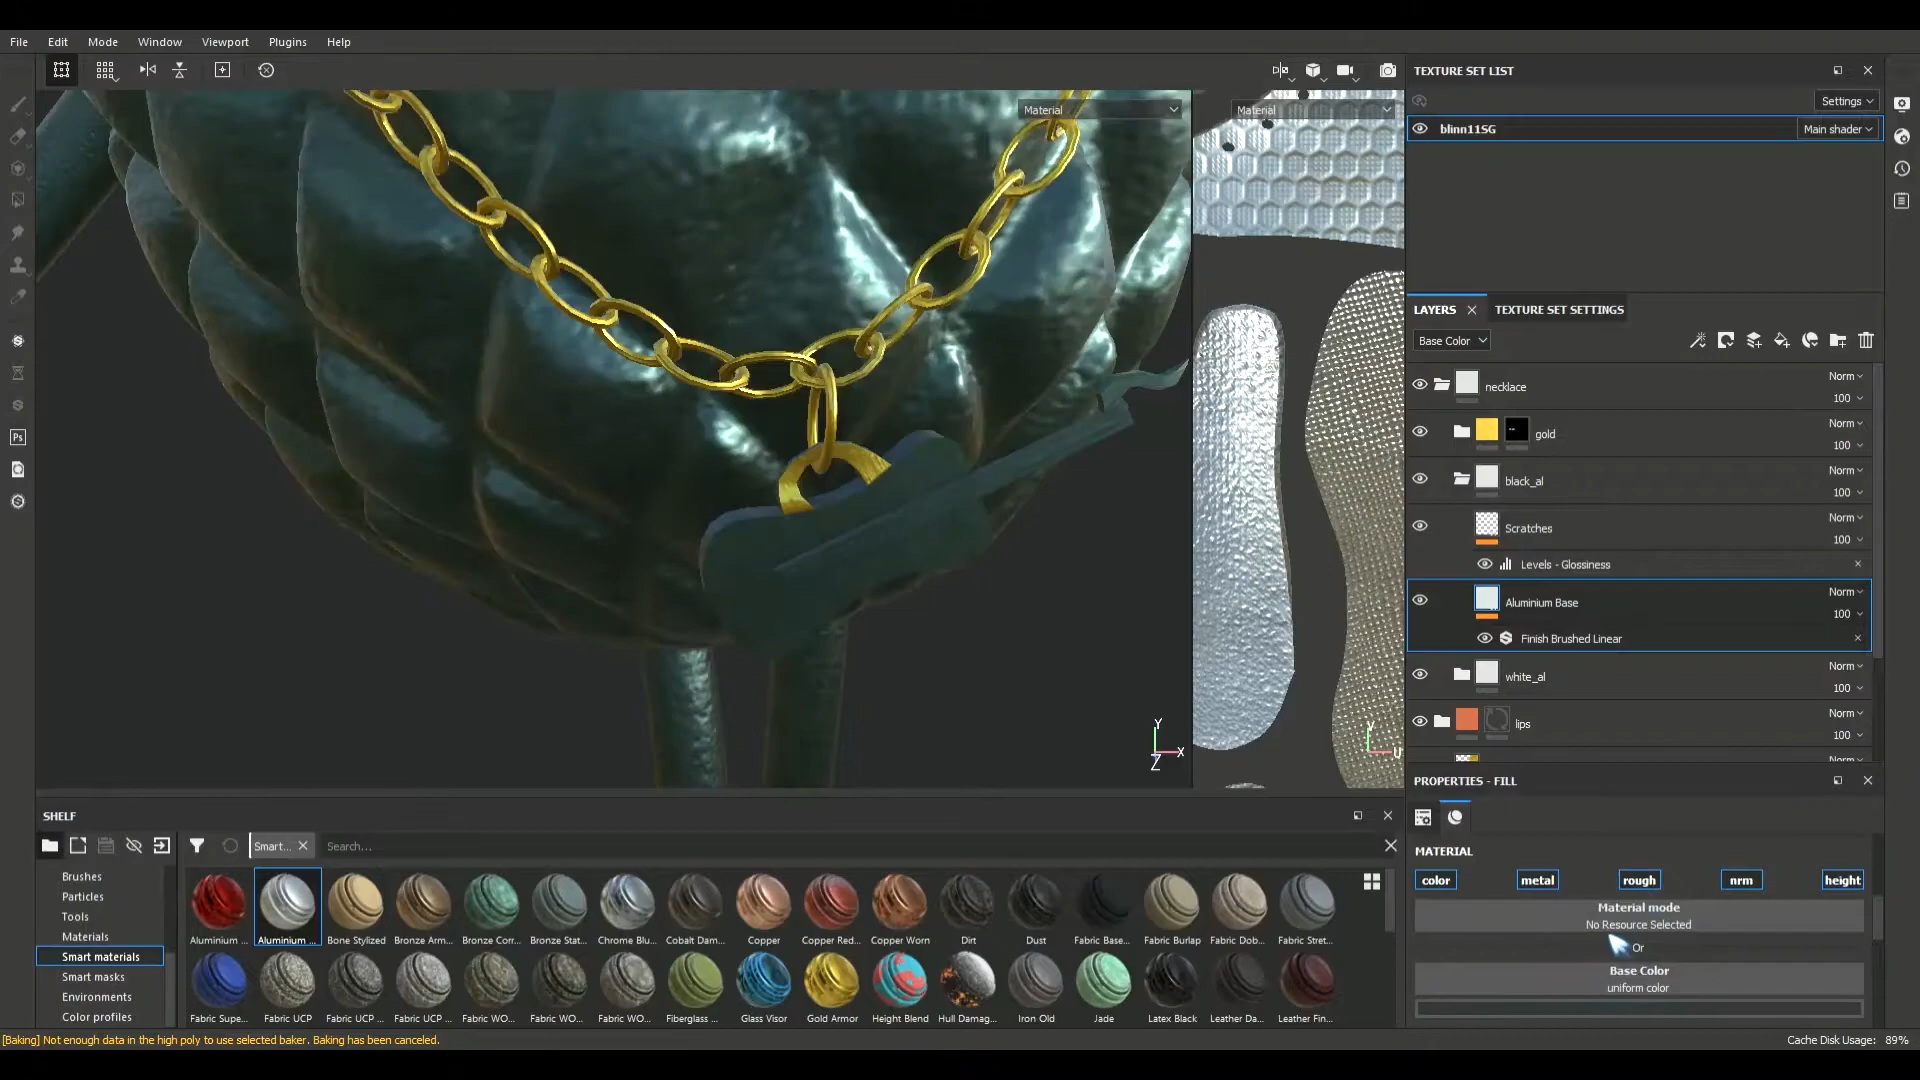 File Edit Mode Window Viewport Plugins Help
Material
Material
TEXTURE SET LIST
Settings
blinn11SG
Main shader
LAYERS
TEXTURE SET SETTINGS
Base Color
necklace
Norm
100
gold
Norm
100
black_al
Norm
100
Scratches
Norm
100
Levels - Glossiness
Aluminium Base
Norm
100
Finish Brushed Linear
white_al
Norm
100
lips
Norm
100
Norm
Y
X
Z
Y
U
Ps
PROPERTIES - FILL
MATERIAL
color metal rough nrm height
Material mode
No Resource Selected
Or
Base Color
uniform color
SHELF
Smart...
Search...
Brushes
Particles
Tools
Materials
Smart materials
Smart masks
Environments
Color profiles
Aluminium ... Aluminium ... Bone Stylized Bronze Arm... Bronze Corr... Bronze Stat... Chrome Blu... Cobalt Dam... Copper Copper Red... Copper Worn Dirt Dust Fabric Base... Fabric Burlap Fabric Dob... Fabric Stret...
Fabric Supe... Fabric UCP Fabric UCP ... Fabric UCP ... Fabric WO... Fabric WO... Fabric WO... Fiberglass ... Glass Visor Gold Armor Height Blend Hull Damag... Iron Old Jade Latex Black Leather Da... Leather Fin...
[Baking] Not enough data in the high poly to use selected baker. Baking has been canceled.
Cache Disk Usage: 89%